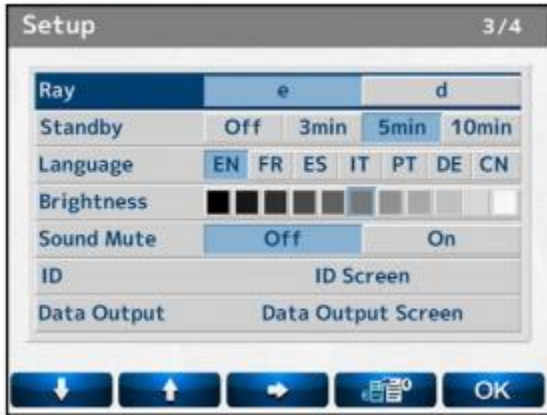 Setup 3/4
Ray e d
Standby Off 3min 5min 10min
Language EN FR ES IT PT DE CN
Brightness
Sound Mute Off On
ID ID Screen
Data Output Data Output Screen
OK